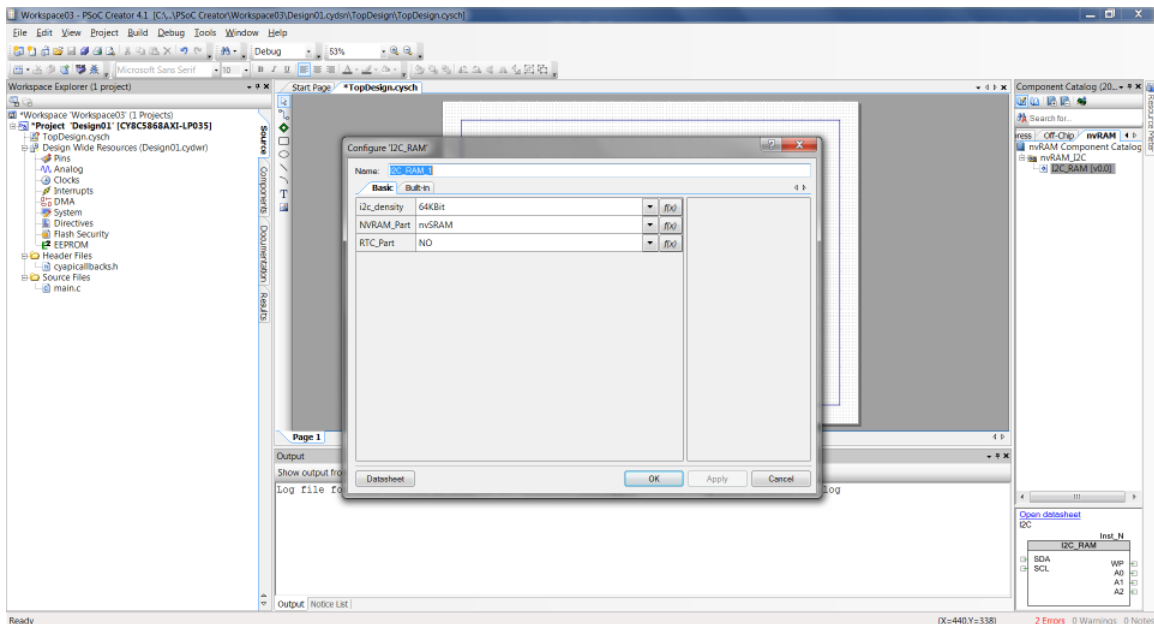 Workspace03 - PSoC Creator 4.1 [C:\...\PSoC Creator\Workspace03\Design01.cydsn\TopDesign\TopDesign.cysch]
File Edit View Project Build Debug Tools Window Help
Debug 53%
Microsoft Sans Serif 10
Workspace Explorer (1 project)
*Workspace 'Workspace03' (1 Projects)
*Project 'Design01' [CY8C5868AXI-LP035]
TopDesign.cysch
Design Wide Resources (Design01.cydwr)
Pins
Analog
Clocks
Interrupts
DMA
System
Directives
Flash Security
EEPROM
Header Files
cyapicallbacks.h
Source Files
main.c
Source
Components
Documentation
Results
Start Page
*TopDesign.cysch
Page 1
Configure 'I2C_RAM'
Name: I2C_RAM_1
Basic Built-in
i2c_density 64KBit f(x)
NVRAM_Part nvSRAM f(x)
RTC_Part NO f(x)
Datasheet OK Apply Cancel
Output
Show output fro
Log file fo
log
Output Notice List
Component Catalog (20...
Search for...
ress Off-Chip nvRAM
nvRAM Component Catalog
nvRAM_I2C
I2C_RAM [v0.0]
Resource Meter
Open datasheet
I2C
Inst_N
I2C_RAM
SDA
SCL
WP
A0
A1
A2
Ready (X=440,Y=338) 2 Errors 0 Warnings 0 Notes